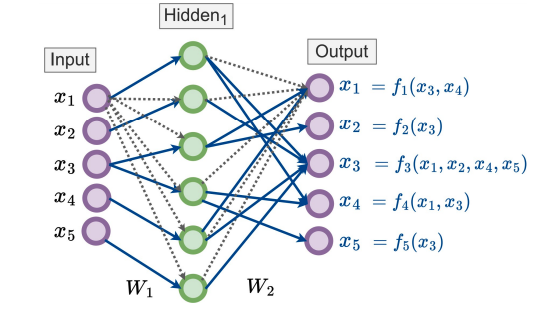 Hidden₁
Input
Output
x₁
x₂
x₃
x₄
x₅
x₁ = f₁(x₃, x₄)
x₂ = f₂(x₃)
x₃ = f₃(x₁, x₂, x₄, x₅)
x₄ = f₄(x₁, x₃)
x₅ = f₅(x₃)
W₁
W₂